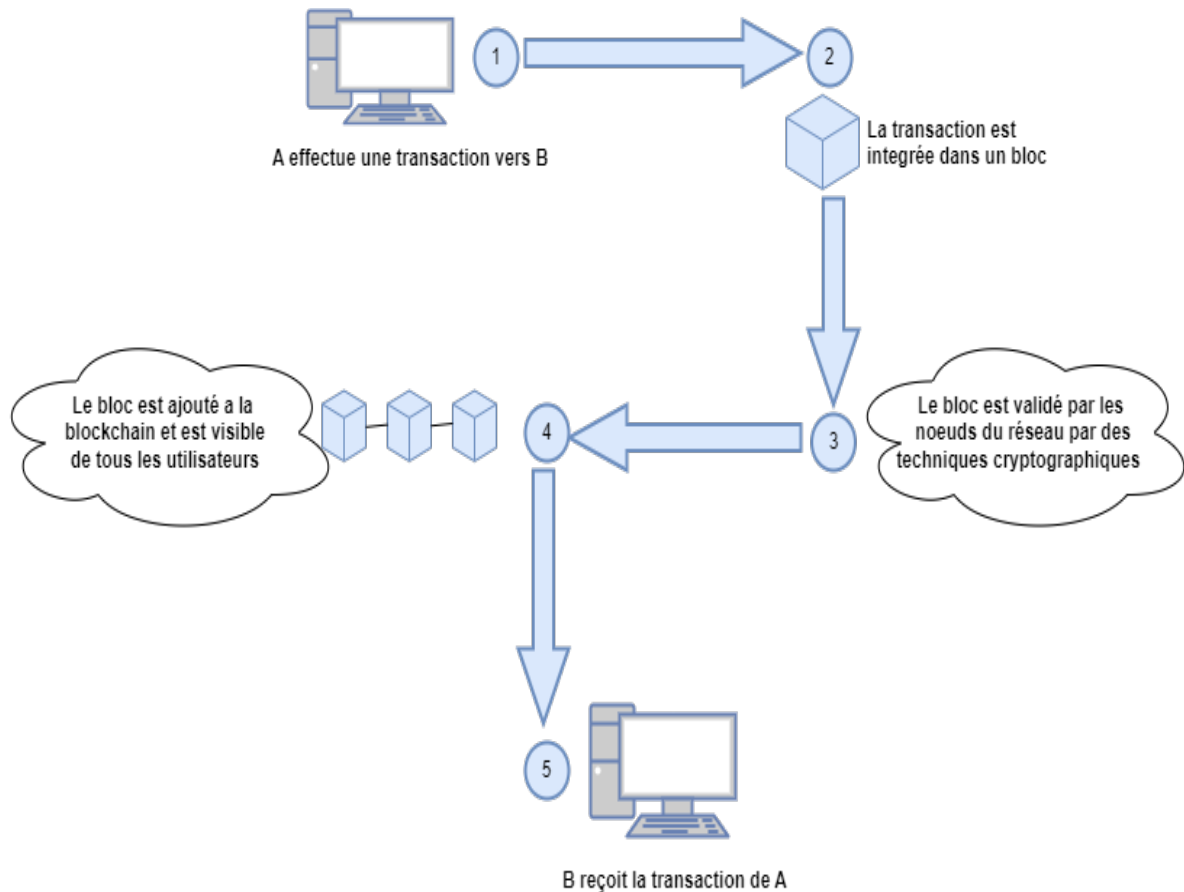 1
2
A effectue une transaction vers B
La transaction est
integrée dans un bloc
Le bloc est ajouté a la
blockchain et est visible
de tous les utilisateurs
4
3
Le bloc est validé par les
noeuds du réseau par des
techniques cryptographiques
5
B reçoit la transaction de A